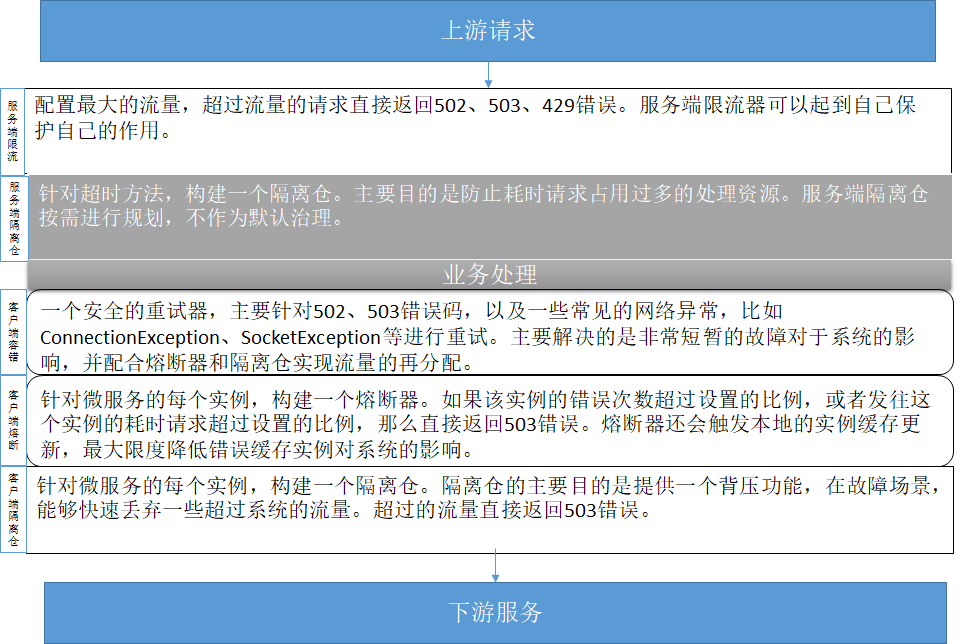 上游请求
服务端限流
配置最大的流量，超过流量的请求直接返回502、503、429错误。服务端限流器可以起到自己保
护自己的作用。
服务端隔离仓
针对超时方法，构建一个隔离仓。主要目的是防止耗时请求占用过多的处理资源。服务端隔离仓
按需进行规划，不作为默认治理。
业务处理
客户端容错
一个安全的重试器，主要针对502、503错误码，以及一些常见的网络异常，比如
ConnectionException、SocketException等进行重试。主要解决的是非常短暂的故障对于系统的影
响，并配合熔断器和隔离仓实现流量的再分配。
客户端熔断
针对微服务的每个实例，构建一个熔断器。如果该实例的错误次数超过设置的比例，或者发往这
个实例的耗时请求超过设置的比例，那么直接返回503错误。熔断器还会触发本地的实例缓存更
新，最大限度降低错误缓存实例对系统的影响。
客户端隔离仓
针对微服务的每个实例，构建一个隔离仓。隔离仓的主要目的是提供一个背压功能，在故障场景，
能够快速丢弃一些超过系统的流量。超过的流量直接返回503错误。
下游服务